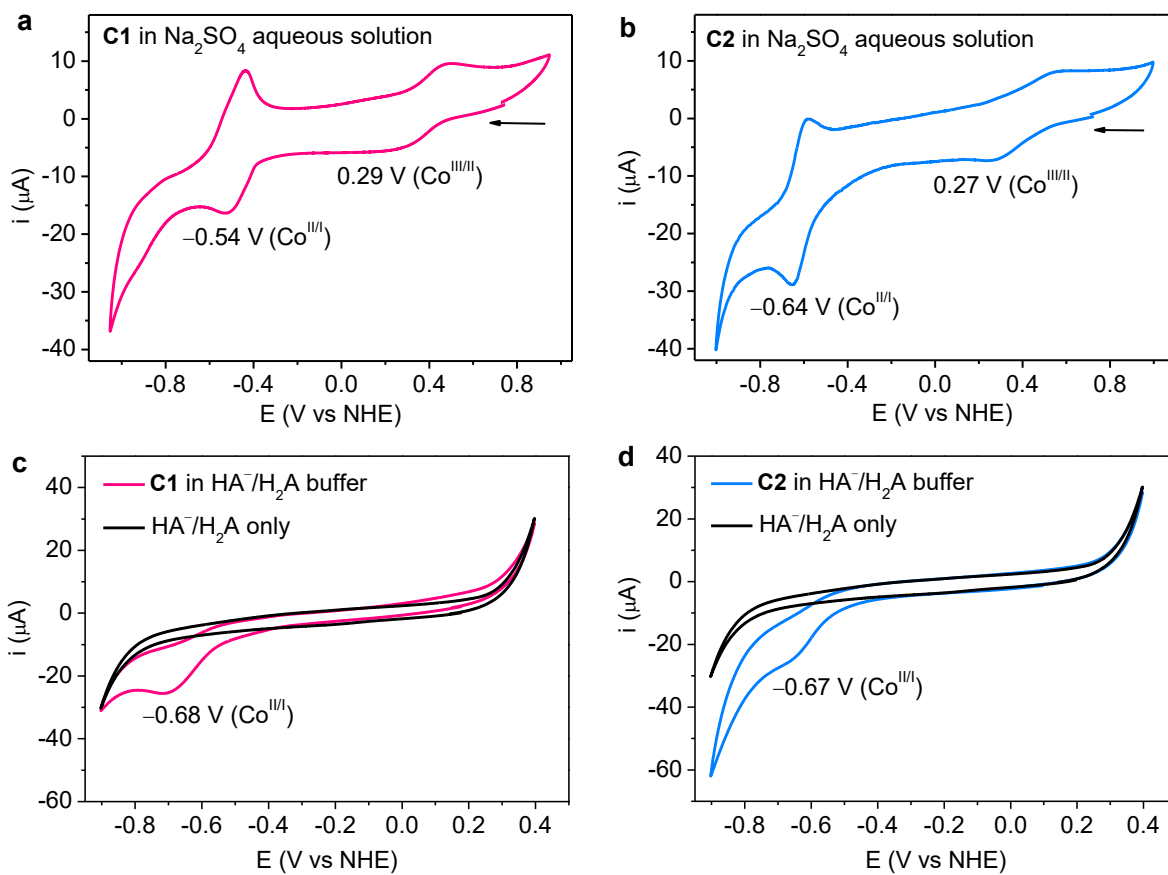 a
C1 in Na₂SO₄ aqueous solution
10
0
-10
-20
-30
-40
i (μA)
0.29 V (Coᴵᴵᴵ/ᴵᴵ)
−0.54 V (Coᴵᴵ/ᴵ)
-0.8 -0.4 0.0 0.4 0.8
E (V vs NHE)
b
C2 in Na₂SO₄ aqueous solution
20
10
0
-10
-20
-30
-40
i (μA)
0.27 V (Coᴵᴵᴵ/ᴵᴵ)
−0.64 V (Coᴵᴵ/ᴵ)
-0.8 -0.4 0.0 0.4 0.8
E (V vs NHE)
c
C1 in HA⁻/H₂A buffer
HA⁻/H₂A only
40
20
0
-20
-40
-60
i (μA)
−0.68 V (Coᴵᴵ/ᴵ)
-0.8 -0.6 -0.4 -0.2 0.0 0.2 0.4
E (V vs NHE)
d
C2 in HA⁻/H₂A buffer
HA⁻/H₂A only
40
20
0
-20
-40
-60
i (μA)
−0.67 V (Coᴵᴵ/ᴵ)
-0.8 -0.6 -0.4 -0.2 0.0 0.2 0.4
E (V vs NHE)